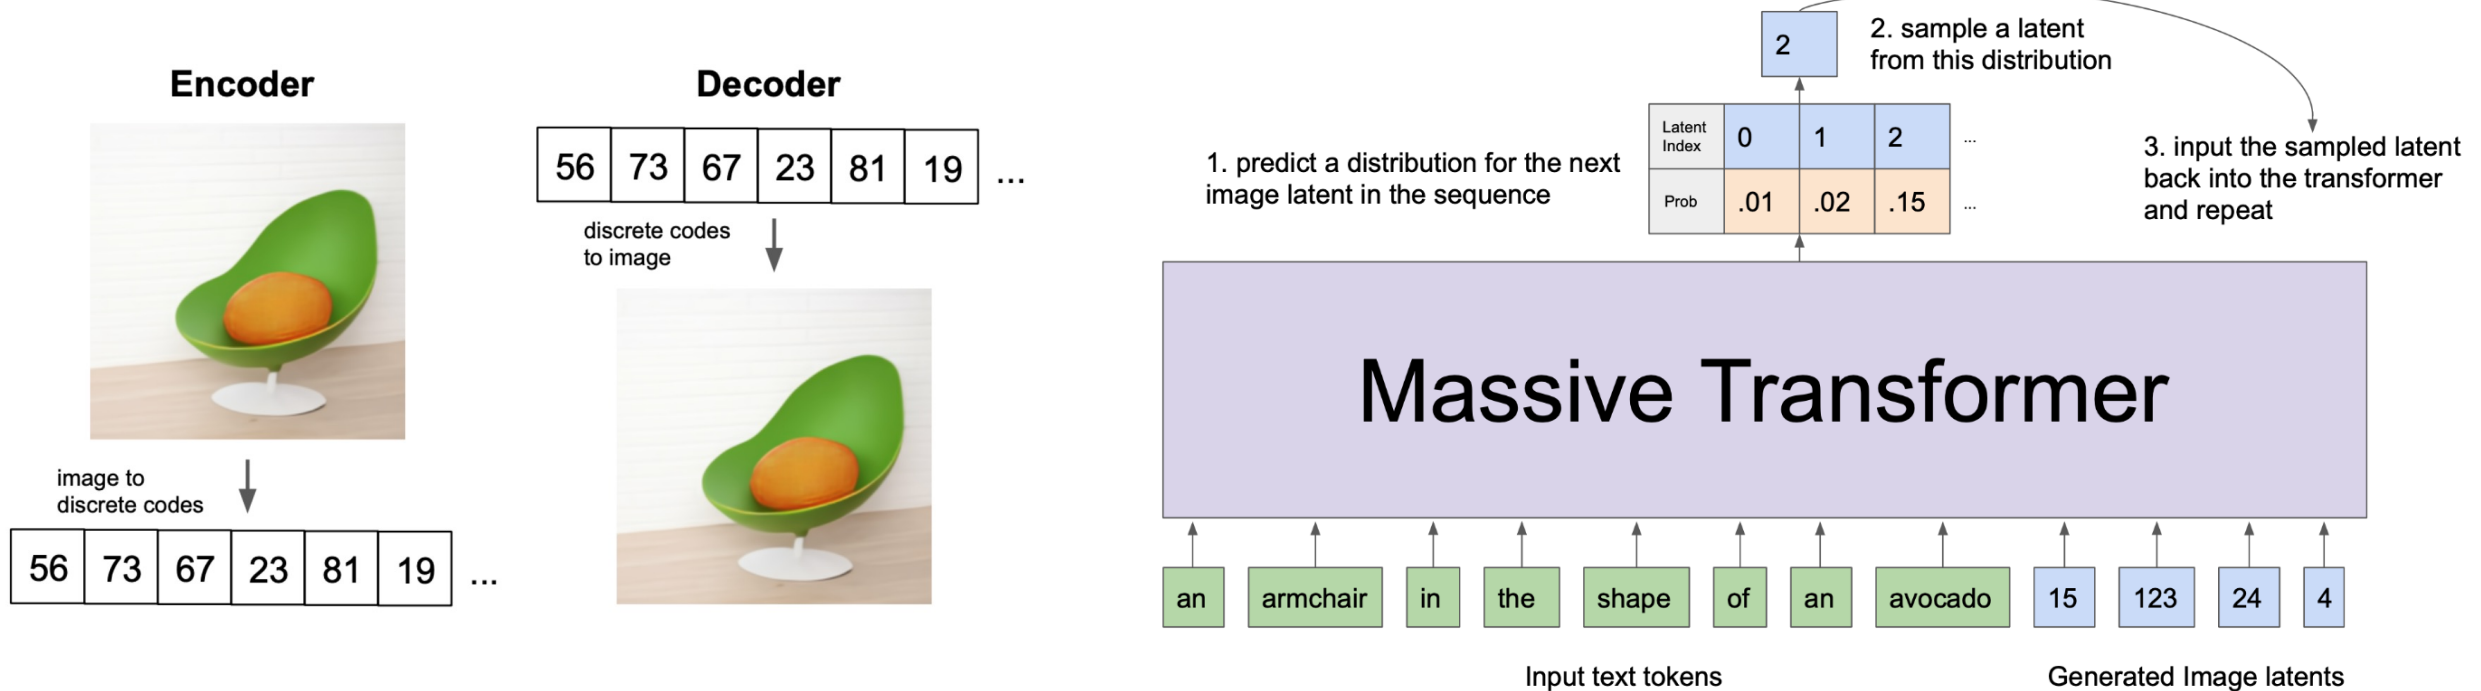 Encoder
image to
discrete codes
56 73 67 23 81 19 ...
Decoder
56 73 67 23 81 19 ...
discrete codes
to image
2
2. sample a latent
from this distribution
1. predict a distribution for the next
image latent in the sequence
Latent
Index
0 1 2 ...
Prob .01 .02 .15 ...
3. input the sampled latent
back into the transformer
and repeat
Massive Transformer
an armchair in the shape of an avocado 15 123 24 4
Input text tokens
Generated Image latents